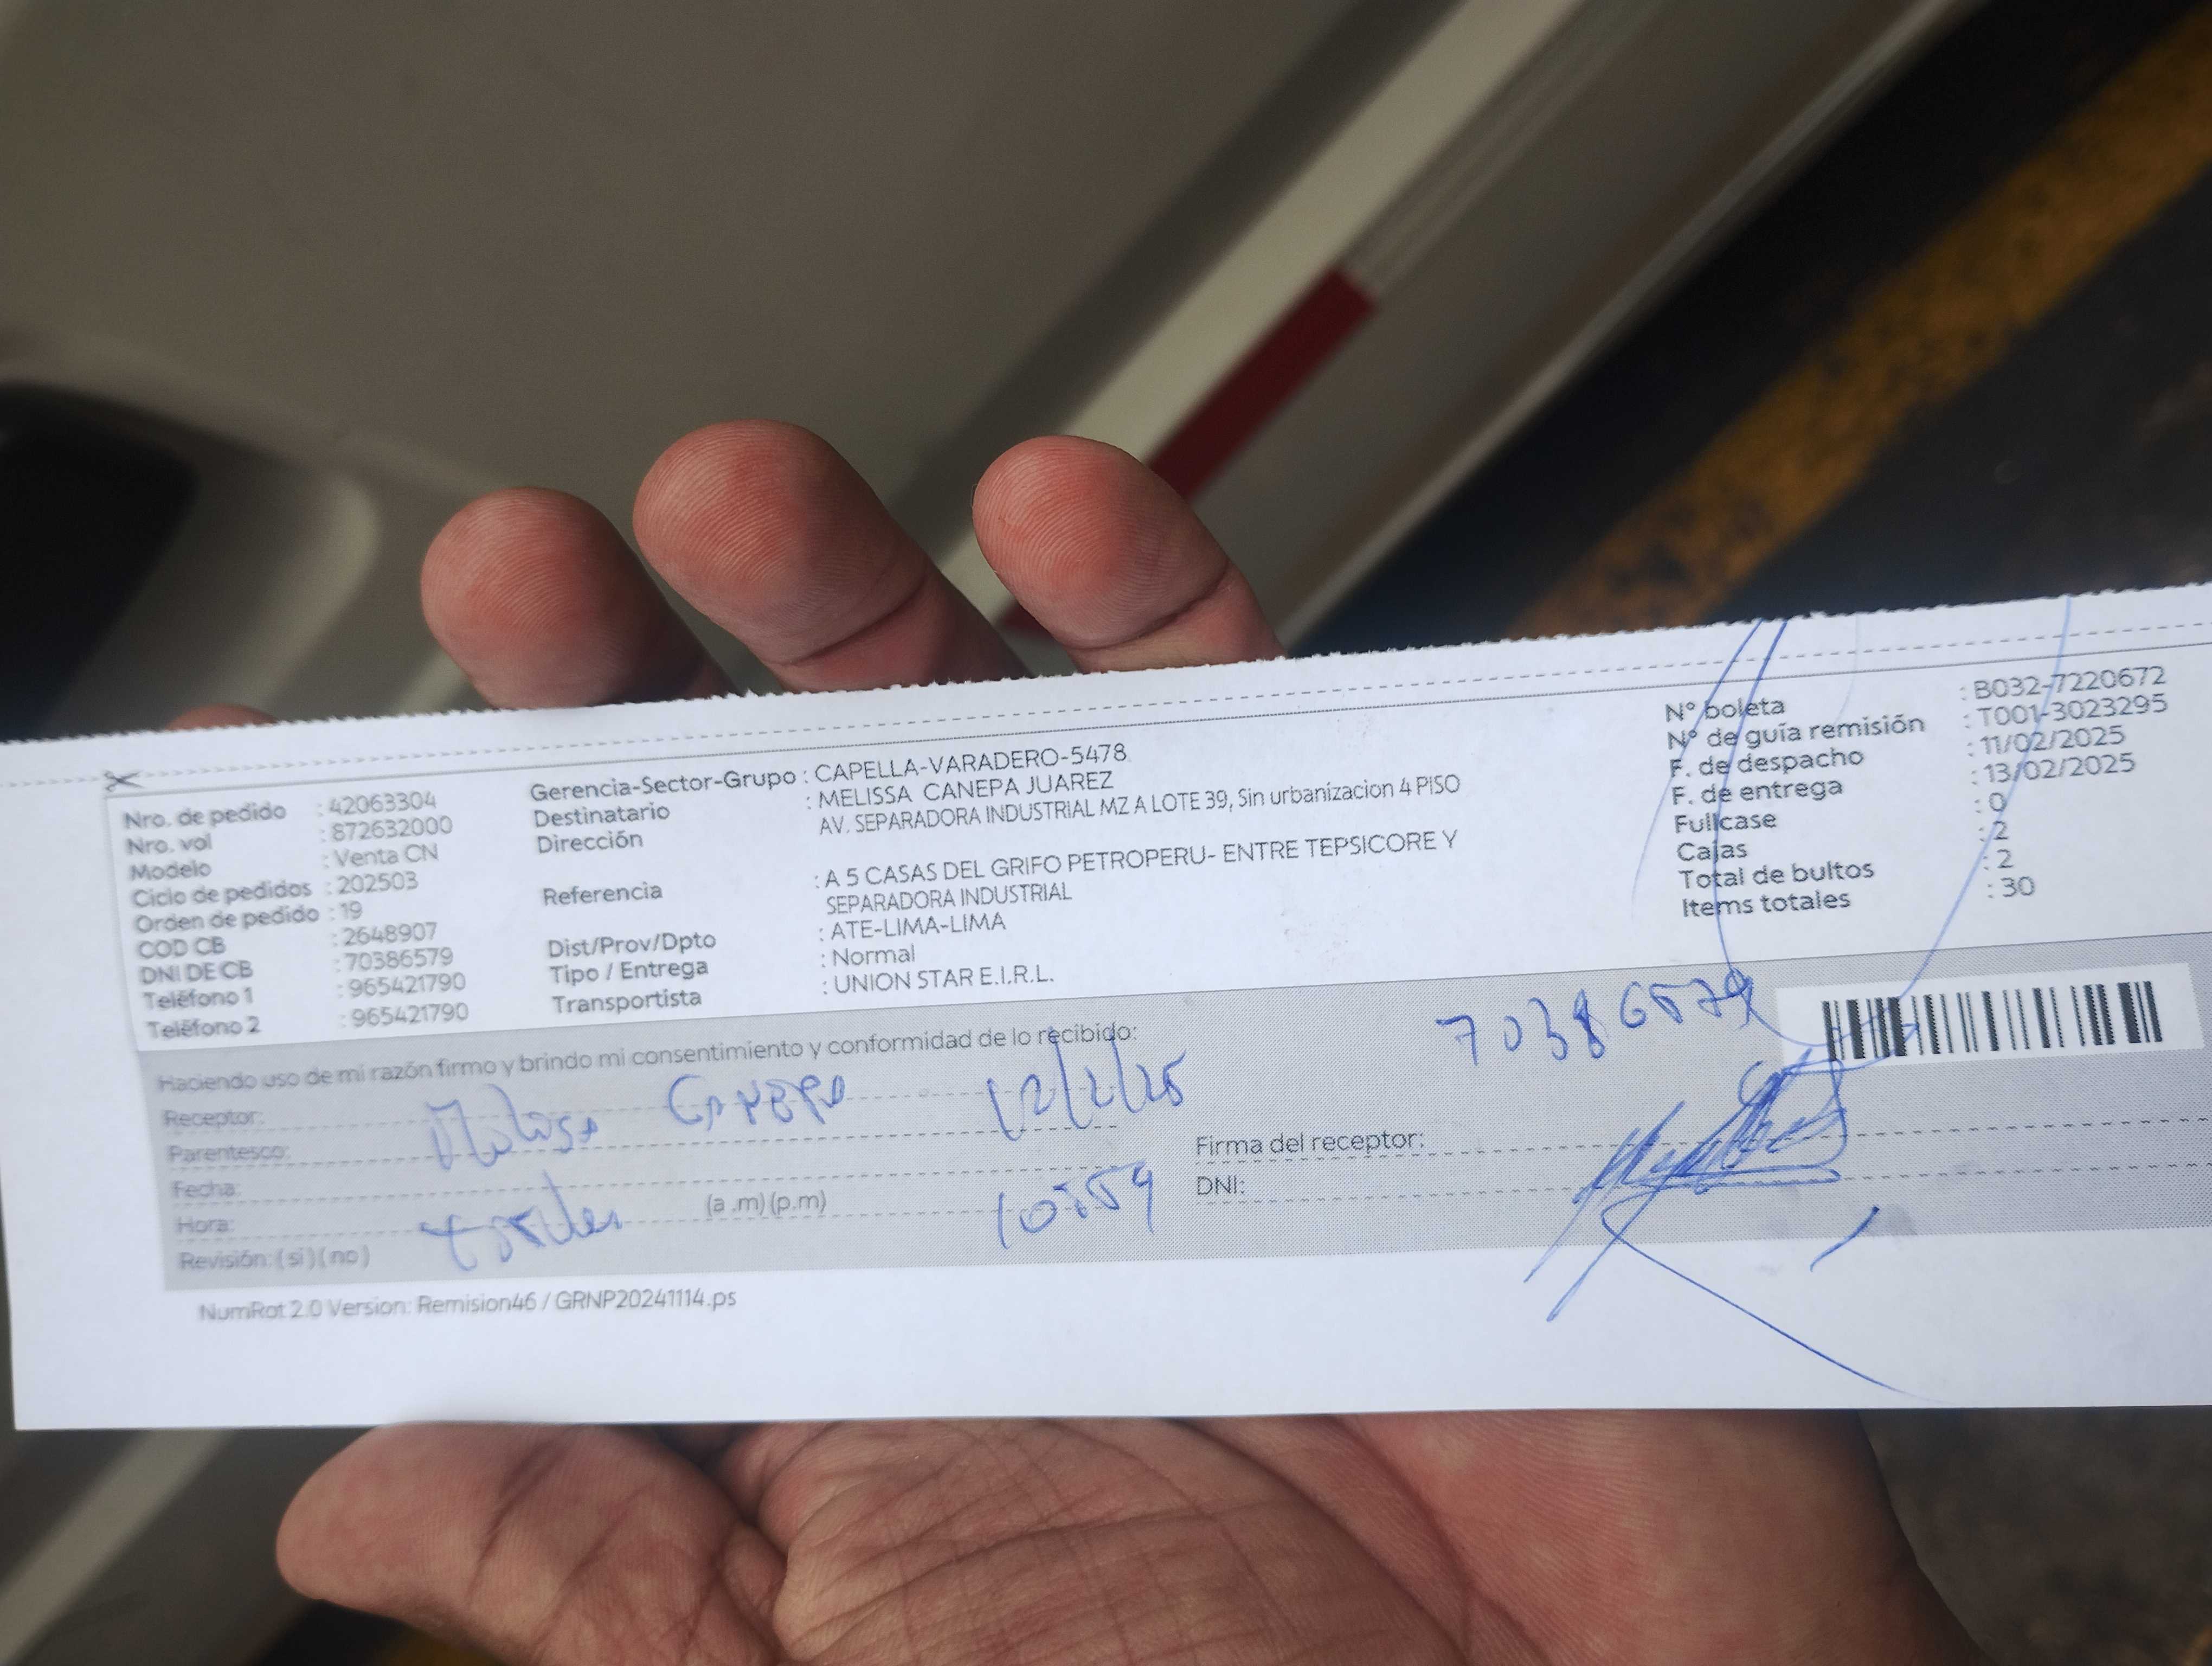 Nro. de pedido : 42063304
Nro. vol : 872632000
Modelo : Venta CN
Ciclo de pedidos : 202503
Orden de pedido : 19
COD CB : 2648907
DNI DE CB : 70386579
Teléfono 1 : 965421790
Teléfono 2 : 965421790
Gerencia-Sector-Grupo : CAPELLA-VARADERO-5478
Destinatario : MELISSA CANEPA JUAREZ
Dirección AV. SEPARADORA INDUSTRIAL MZ A LOTE 39, Sin urbanizacion 4 PISO
Referencia : A 5 CASAS DEL GRIFO PETROPERU- ENTRE TEPSICORE Y
SEPARADORA INDUSTRIAL
Dist/Prov/Dpto : ATE-LIMA-LIMA
Tipo / Entrega : Normal
Transportista : UNION STAR E.I.R.L.
N° boleta : B032-7220672
N° de guía remisión : T001-3023295
F. de despacho : 11/02/2025
F. de entrega : 13/02/2025
Fullcase : 0
Cajas : 2
Total de bultos : 2
Items totales : 30
Haciendo uso de mi razón firmo y brindo mi consentimiento y conformidad de lo recibido:
70386579
Receptor: 12/2/25
Parentesco:
Fecha:
Hora: (a .m) (p.m)
Revisión: ( si ) ( no )
Firma del receptor:
DNI:
NumRot 2.0 Version: Remision46 / GRNP20241114.ps